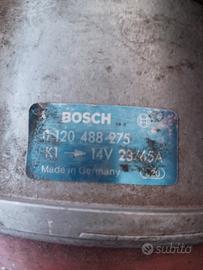 BOSCH
0 120 488 275
K1 → 14V 23/45A
Made in Germany
subito